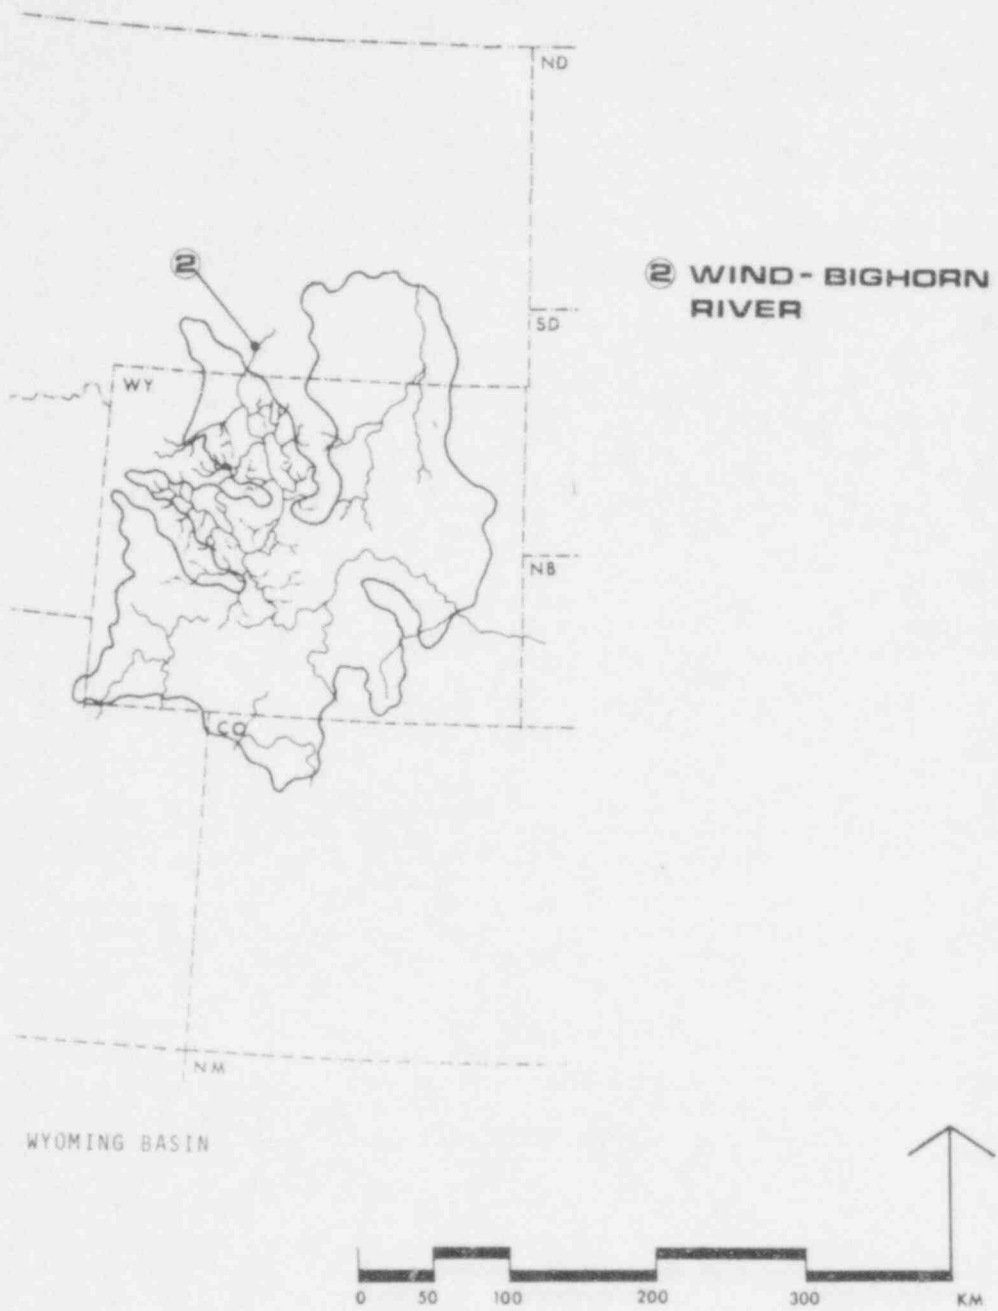 ND
② WIND - BIGHORN
RIVER
②
SD
WY
NB
CO
NM
WYOMING BASIN
0 50 100 200 300 KM